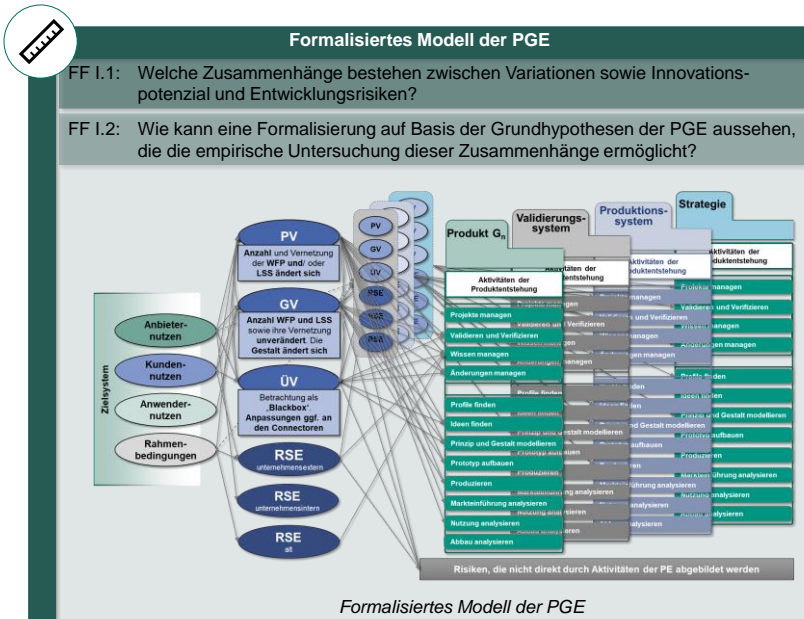 Formalisiertes Modell der PGE
FF I.1: Welche Zusammenhänge bestehen zwischen Variationen sowie Innovations-
potenzial und Entwicklungsrisiken?
FF I.2: Wie kann eine Formalisierung auf Basis der Grundhypothesen der PGE aussehen,
die die empirische Untersuchung dieser Zusammenhänge ermöglicht?
Zielsystem
Anbieter-
nutzen
Kunden-
nutzen
Anwender-
nutzen
Rahmen-
bedingungen
PV
Anzahl und Vernetzung
der WFP und/ oder
LSS ändert sich
GV
Anzahl WFP und LSS
sowie ihre Vernetzung
unverändert. Die
Gestalt ändert sich
ÜV
Betrachtung als
„Blackbox“.
Anpassungen ggf. an
den Connectoren
RSE
unternehmensextern
RSE
unternehmensintern
RSE
alt
PV
GV
ÜV
RSE
RSE
RSE
Produkt Gn
Aktivitäten der
Produktentstehung
Projekte managen
Validieren und Verifizieren
Wissen managen
Änderungen managen
Profile finden
Ideen finden
Prinzip und Gestalt modellieren
Prototyp aufbauen
Produzieren
Markteinführung analysieren
Nutzung analysieren
Abbau analysieren
Validierungs-
system
Produktions-
system
Strategie
Aktivitäten der
Risiken, die nicht direkt durch Aktivitäten der PE abgebildet werden
Formalisiertes Modell der PGE